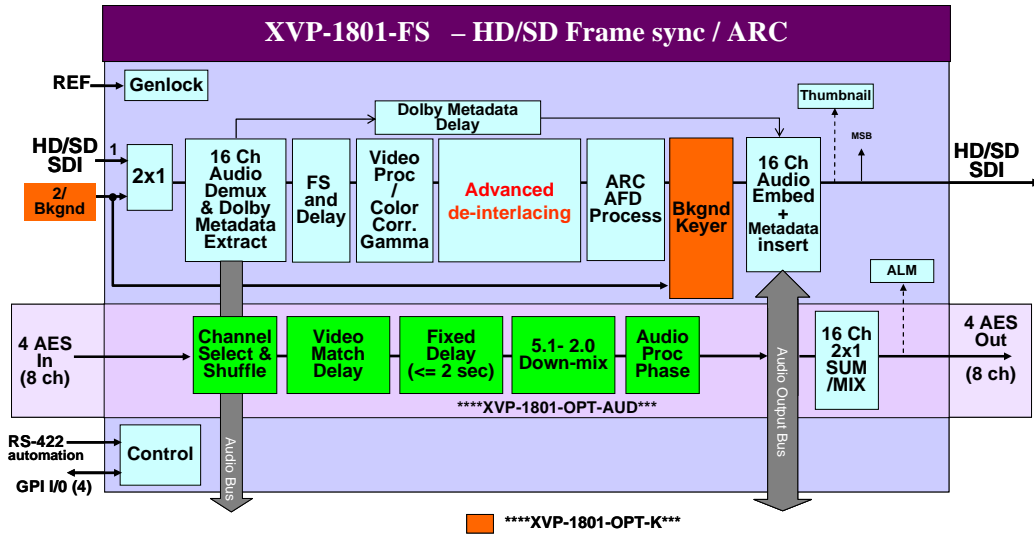 XVP-1801-FS – HD/SD Frame sync / ARC
REF
Genlock
Thumbnail
Dolby Metadata
Delay
MSB
HD/SD
SDI
1
2x1
2/
Bkgnd
16 Ch
Audio
Demux
& Dolby
Metadata
Extract
FS
and
Delay
Video
Proc
/
Color
Corr.
Gamma
Advanced
de-interlacing
ARC
AFD
Process
Bkgnd
Keyer
16 Ch
Audio
Embed
+
Metadata
insert
HD/SD
SDI
ALM
4 AES
In
(8 ch)
Channel
Select &
Shuffle
Video
Match
Delay
Fixed
Delay
(<= 2 sec)
5.1- 2.0
Down-mix
Audio
Proc
Phase
16 Ch
2x1
SUM
/MIX
4 AES
Out
(8 ch)
****XVP-1801-OPT-AUD***
Audio Bus
Audio Output Bus
RS-422
automation
GPI I/0 (4)
Control
****XVP-1801-OPT-K***